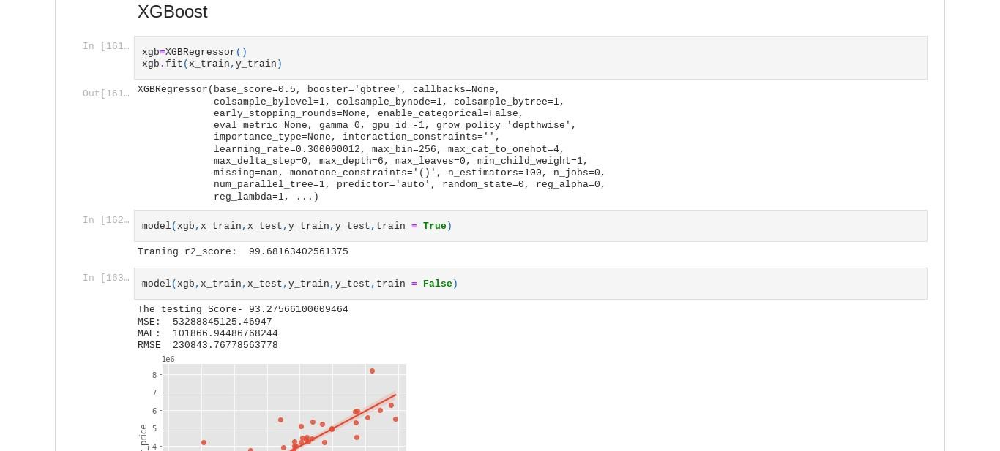 XGBoost
In [161…
xgb=XGBRegressor()
xgb.fit(x_train,y_train)
Out[161…
XGBRegressor(base_score=0.5, booster='gbtree', callbacks=None,
colsample_bylevel=1, colsample_bynode=1, colsample_bytree=1,
early_stopping_rounds=None, enable_categorical=False,
eval_metric=None, gamma=0, gpu_id=-1, grow_policy='depthwise',
importance_type=None, interaction_constraints='',
learning_rate=0.300000012, max_bin=256, max_cat_to_onehot=4,
max_delta_step=0, max_depth=6, max_leaves=0, min_child_weight=1,
missing=nan, monotone_constraints='()', n_estimators=100, n_jobs=0,
num_parallel_tree=1, predictor='auto', random_state=0, reg_alpha=0,
reg_lambda=1, ...)
In [162…
model(xgb,x_train,x_test,y_train,y_test,train = True)
Traning r2_score:  99.68163402561375
In [163…
model(xgb,x_train,x_test,y_train,y_test,train = False)
The testing Score- 93.27566100609464
MSE:  53288845125.46947
MAE:  101866.94486768244
RMSE  230843.76778563778
1e6
8
7
6
5
4
_price